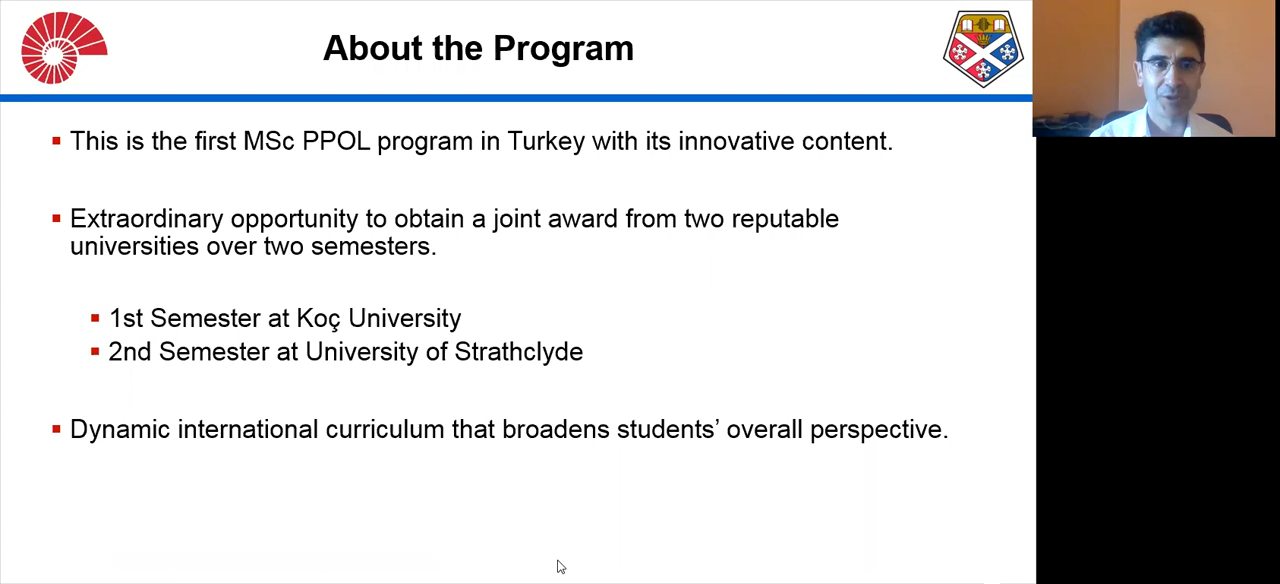 About the Program
▪ This is the first MSc PPOL program in Turkey with its innovative content.
▪ Extraordinary opportunity to obtain a joint award from two reputable
universities over two semesters.
▪ 1st Semester at Koç University
▪ 2nd Semester at University of Strathclyde
▪ Dynamic international curriculum that broadens students’ overall perspective.